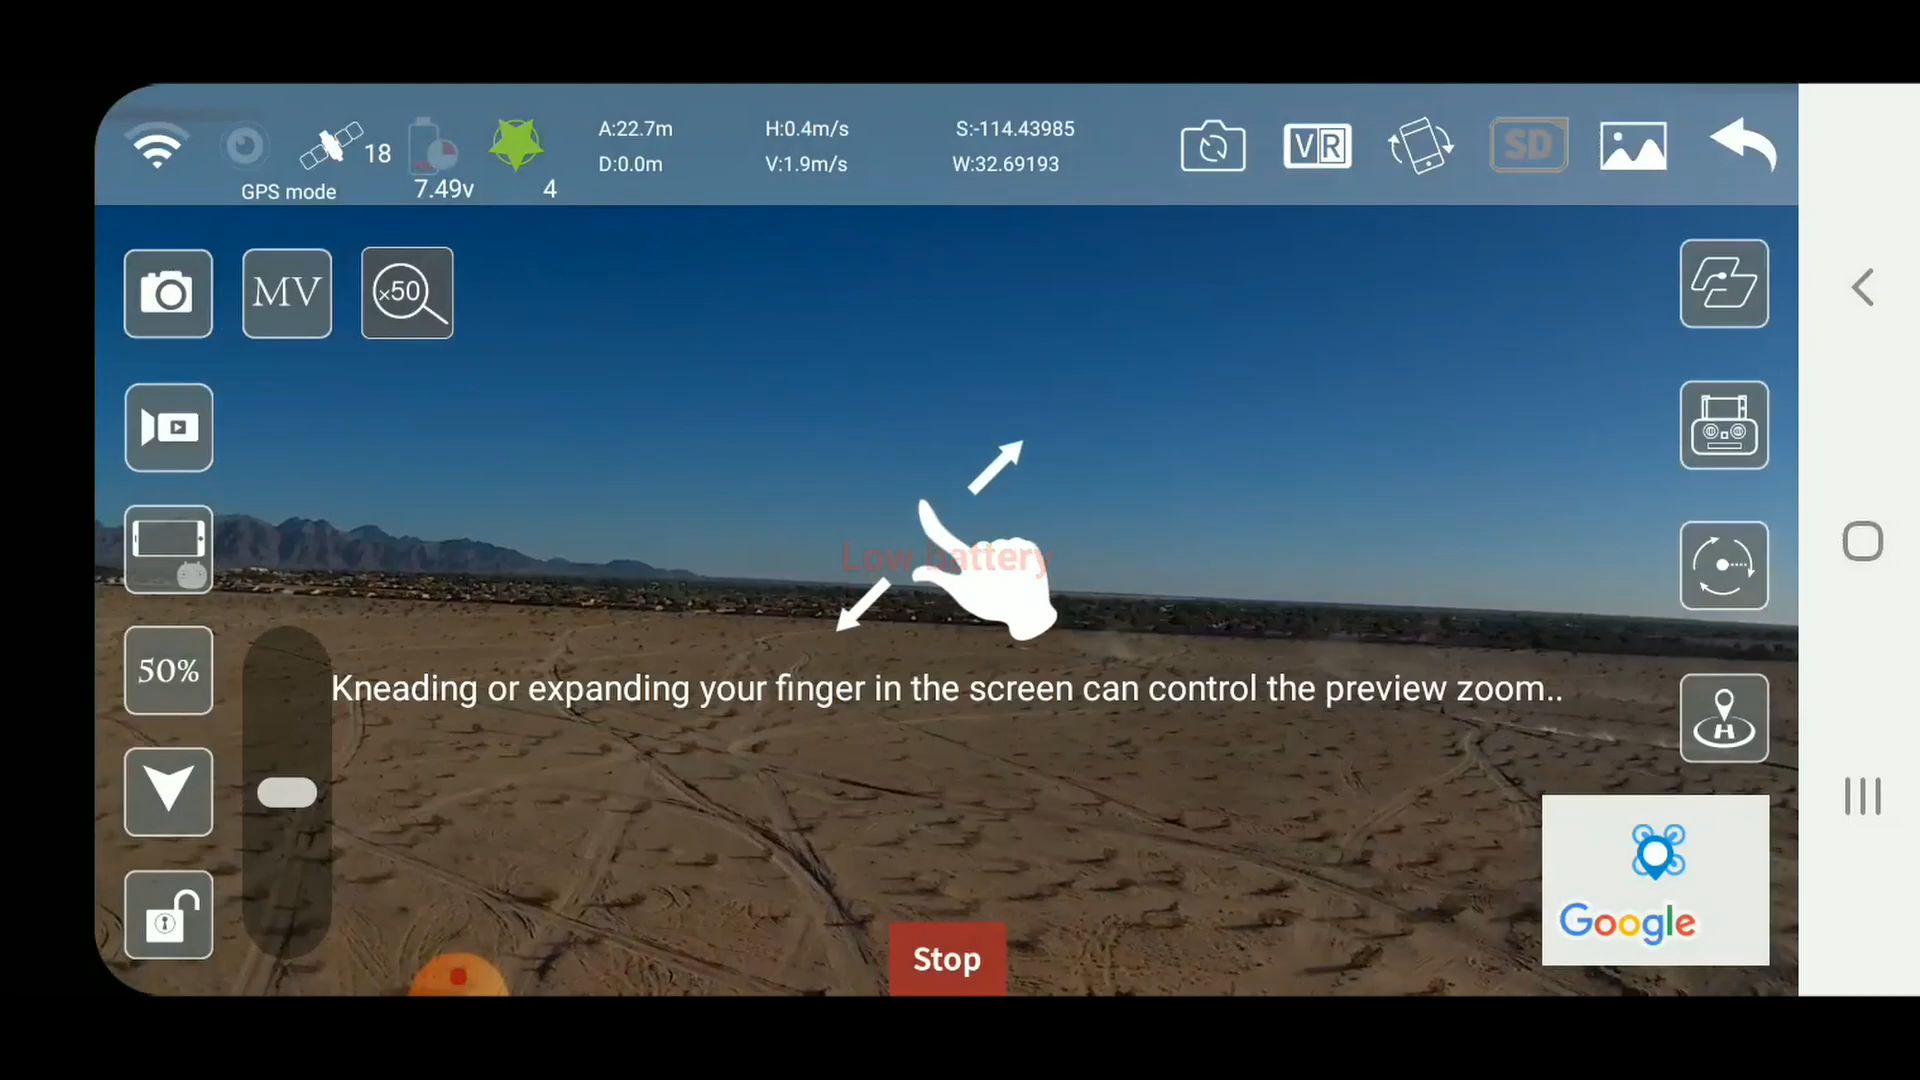 18
GPS mode
7.49v
4
A:22.7m
D:0.0m
H:0.4m/s
V:1.9m/s
S:-114.43985
W:32.69193
VR
SD
MV
×50
Low battery
50%
Kneading or expanding your finger in the screen can control the preview zoom..
H
Stop
Google